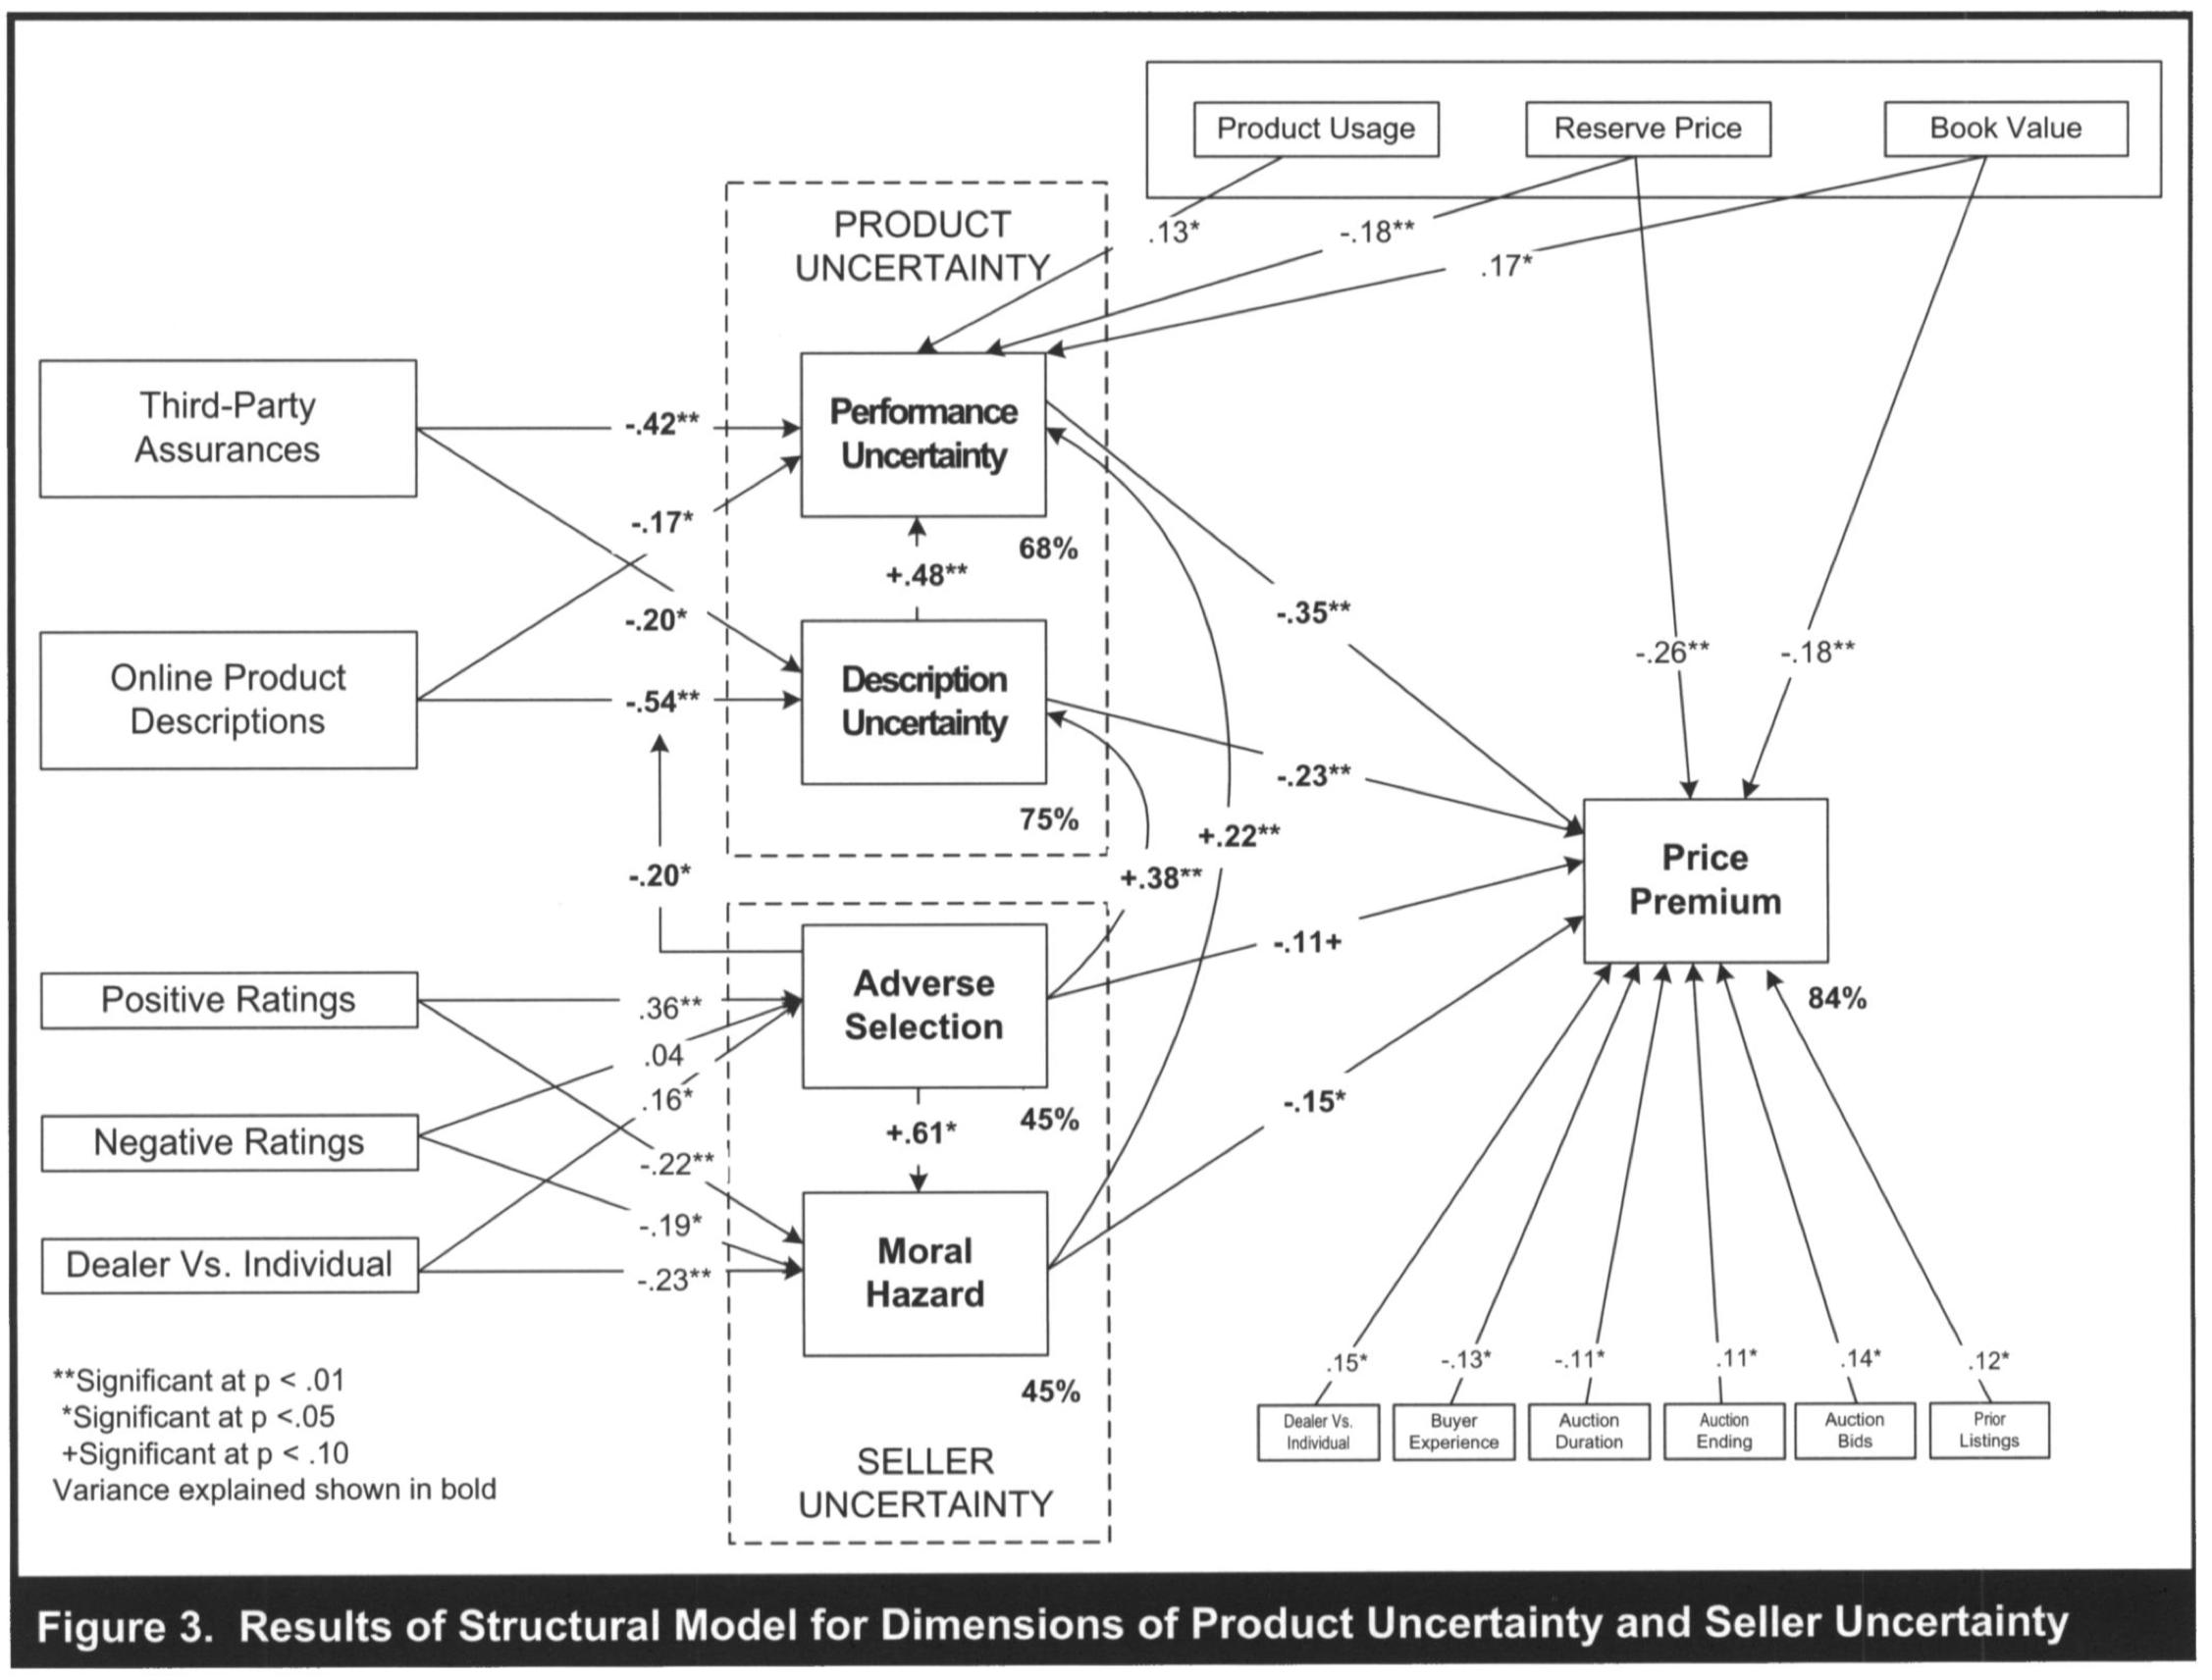 Product Usage
Reserve Price
Book Value
PRODUCT
UNCERTAINTY
.13*
-.18**
.17*
Third-Party
Assurances
-.42**
Performance
Uncertainty
-.17*
68%
+.48**
-.35**
-.20*
-.26**
-.18**
Online Product
Descriptions
-.54**
Description
Uncertainty
-.23**
75%
+.22**
-.20*
+.38**
Price
Premium
84%
Positive Ratings
.36**
Adverse
Selection
-.11+
.04
.16*
45%
+.61*
-.15*
Negative Ratings
-.22**
-.19*
Dealer Vs. Individual
-.23**
Moral
Hazard
45%
.15*
-.13*
-.11*
.11*
.14*
.12*
Dealer Vs.
Individual
Buyer
Experience
Auction
Duration
Auction
Ending
Auction
Bids
Prior
Listings
**Significant at p < .01
*Significant at p <.05
+Significant at p < .10
Variance explained shown in bold
SELLER
UNCERTAINTY
Figure 3. Results of Structural Model for Dimensions of Product Uncertainty and Seller Uncertainty